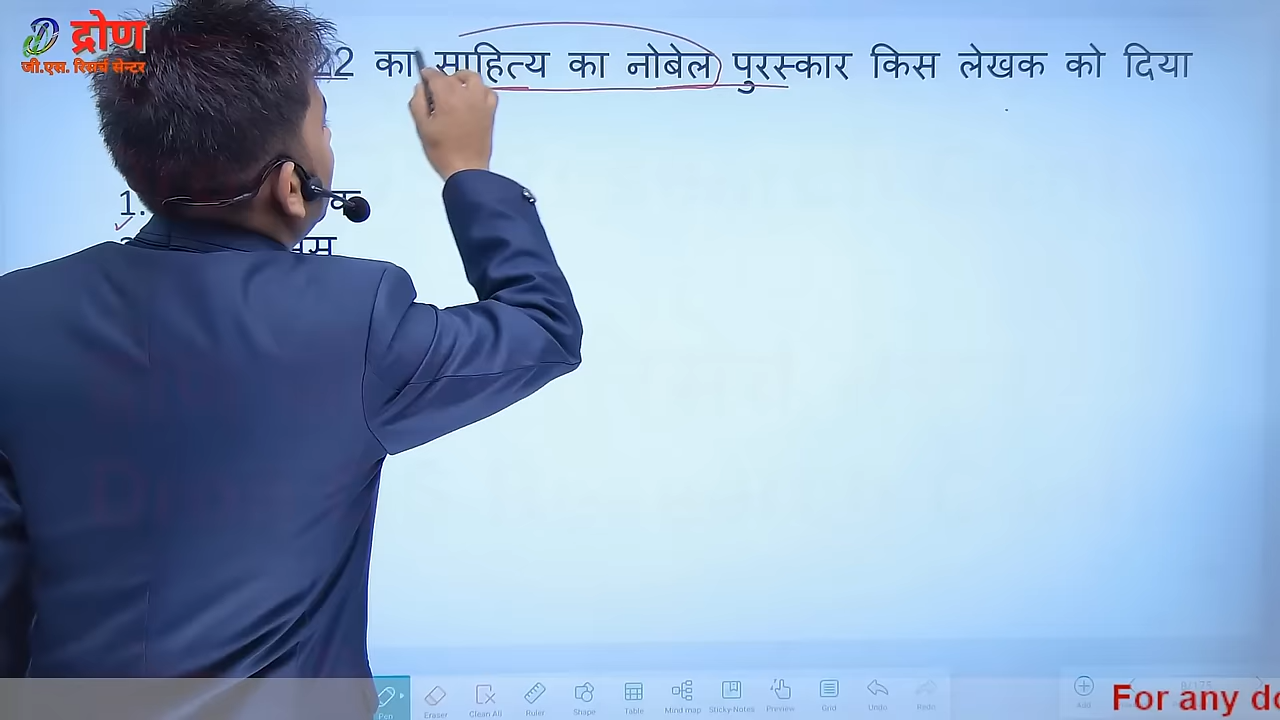 द्रोण
जी.एस. रिसर्च सेन्टर
22 का साहित्य का नोबेल पुरस्कार किस लेखक को दिया
1.
Pen
Eraser
Clean All
Ruler
Shape
Table
Mind map
Sticky-Notes
Preview
Grid
Undo
Redo
Add
For any do